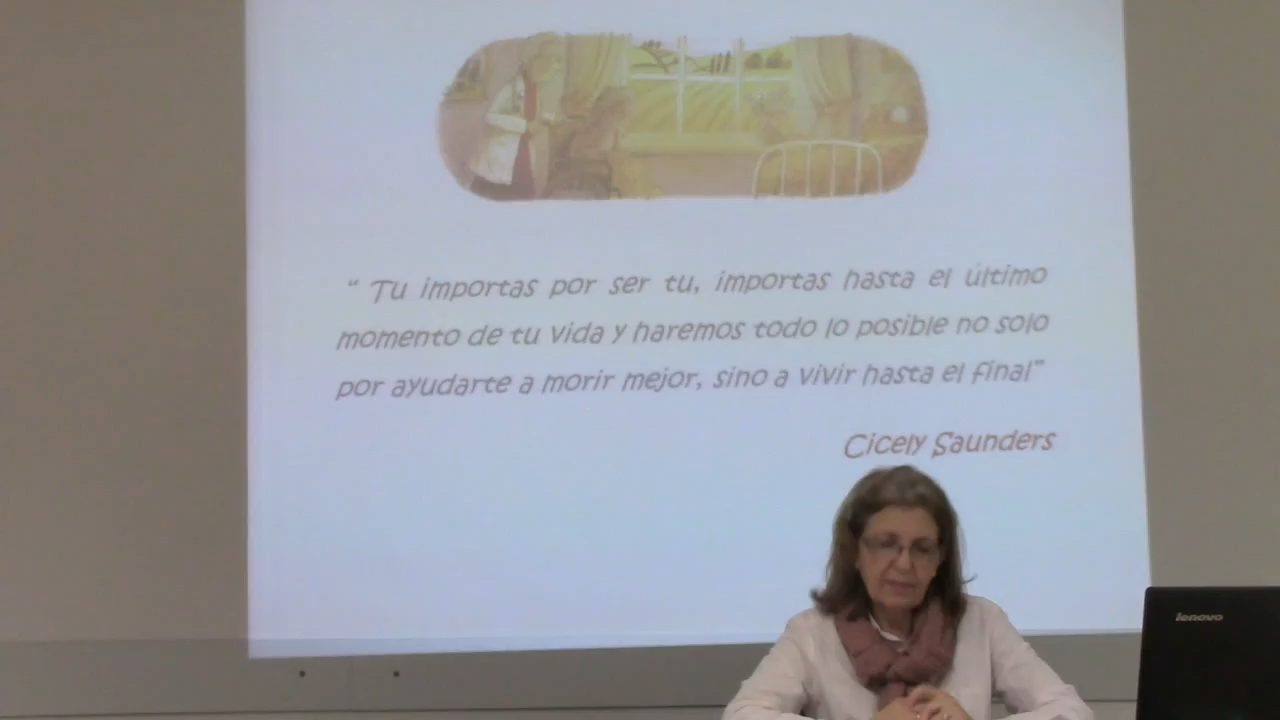 “ Tu importas por ser tu, importas hasta el último
momento de tu vida y haremos todo lo posible no solo
por ayudarte a morir mejor, sino a vivir hasta el final”
Cicely Saunders
lenovo